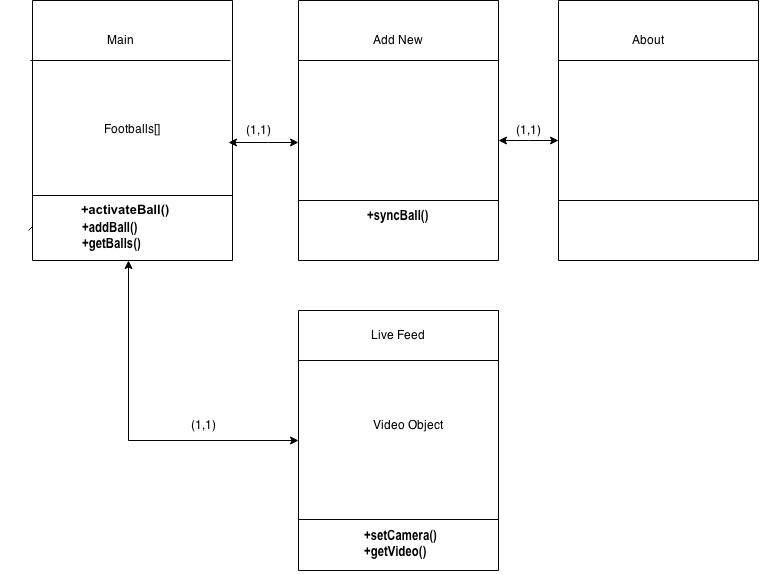 Main
Footballs[]
+activateBall()
+addBall()
+getBalls()
(1,1)
Add New
+syncBall()
(1,1)
About
(1,1)
Live Feed
Video Object
+setCamera()
+getVideo()